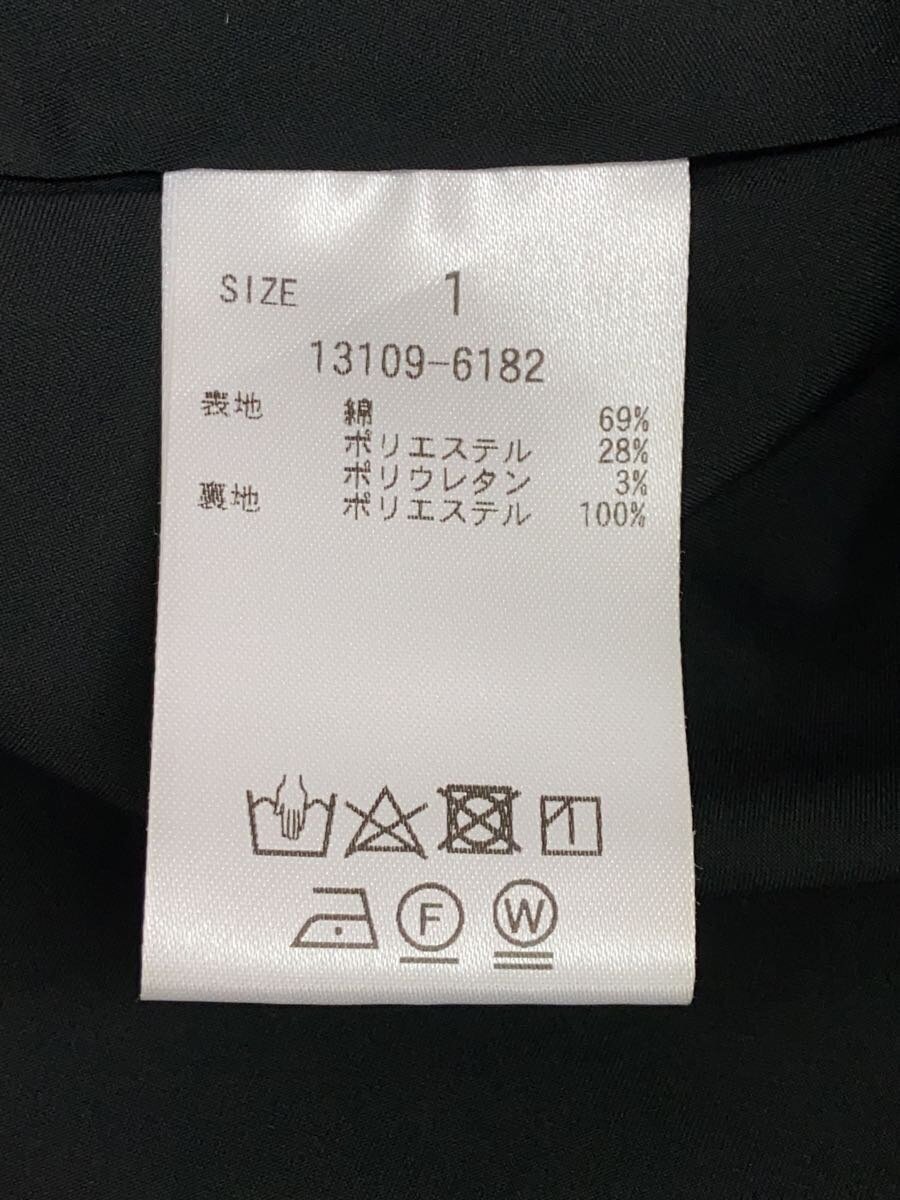 SIZE 1
13109-6182
表地 綿 69%
ポリエステル 28%
ポリウレタン 3%
裏地 ポリエステル 100%
F W